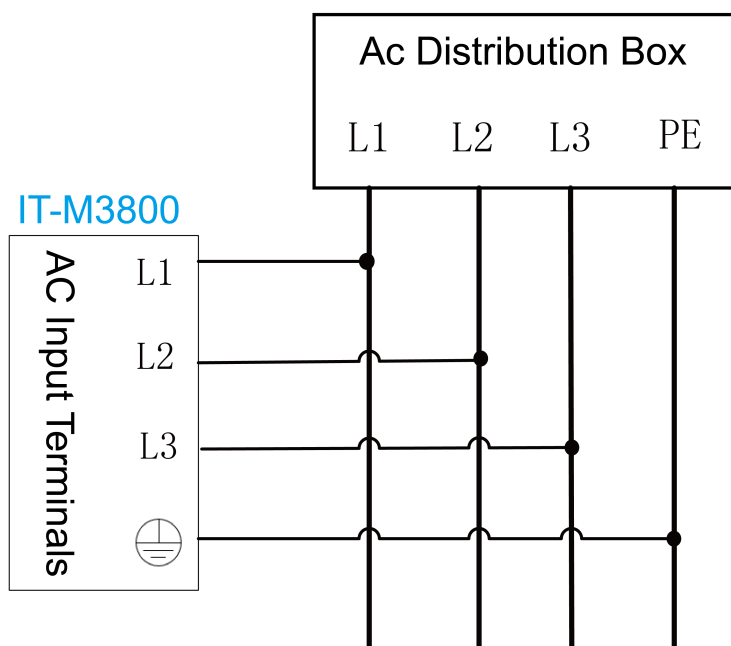 Ac Distribution Box
L1 L2 L3 PE
IT-M3800
AC Input Terminals
L1
L2
L3